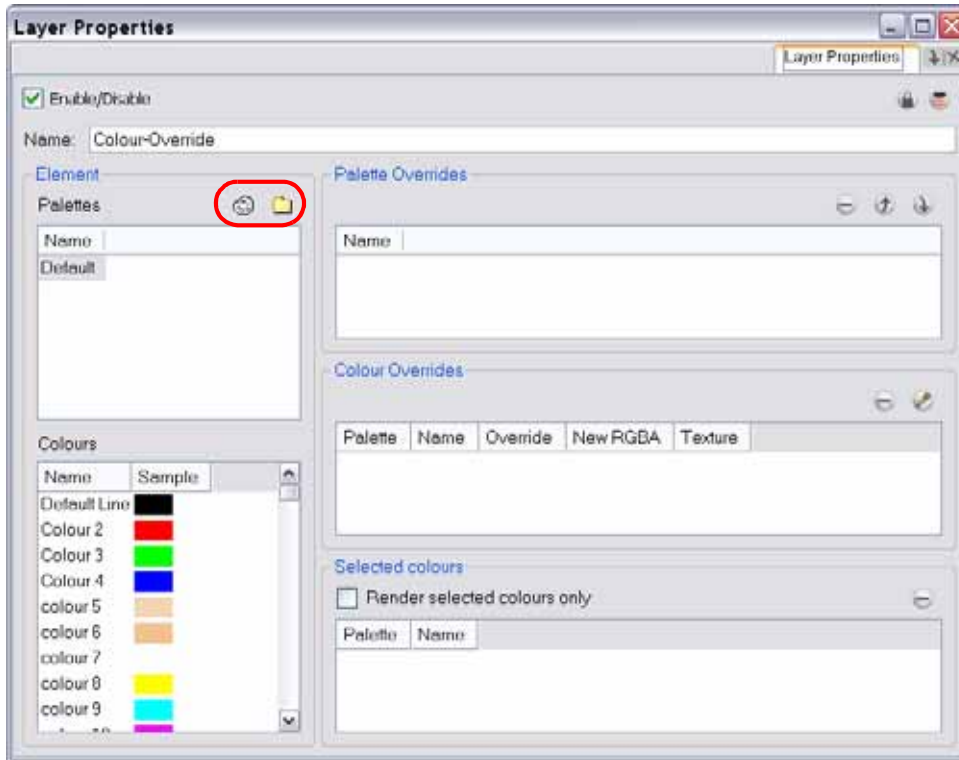 Layer Properties
Layer Properties
Enable/Disable
Name: Colour-Override
Element
Palettes
Name
Default
Colours
Name Sample
Default Line
Colour 2
Colour 3
Colour 4
colour 5
colour 6
colour 7
colour 8
colour 9
Palette Overrides
Name
Colour Overrides
Palette Name Override New RGBA Texture
Selected colours
Render selected colours only
Palette Name